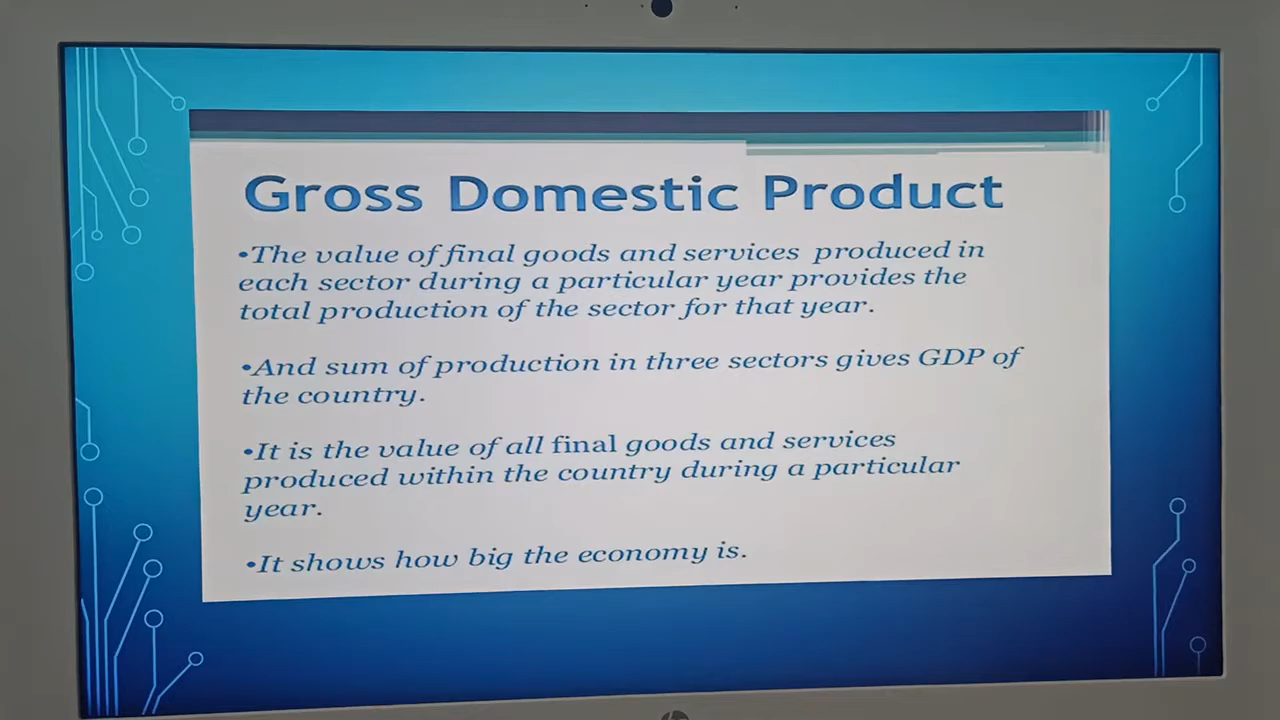 Gross Domestic Product
•The value of final goods and services produced in
each sector during a particular year provides the
total production of the sector for that year.
•And sum of production in three sectors gives GDP of
the country.
•It is the value of all final goods and services
produced within the country during a particular
year.
•It shows how big the economy is.